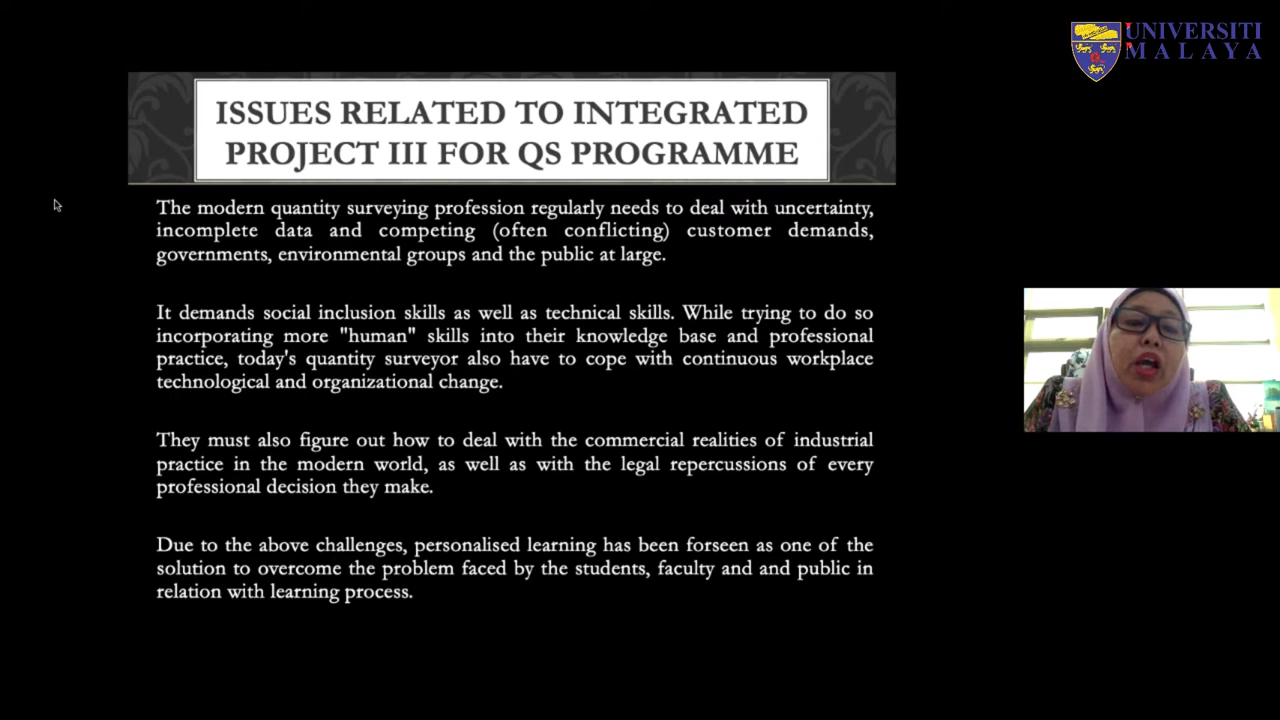 UNIVERSITI
MALAYA
ISSUES RELATED TO INTEGRATED
PROJECT III FOR QS PROGRAMME
The modern quantity surveying profession regularly needs to deal with uncertainty,
incomplete data and competing (often conflicting) customer demands,
governments, environmental groups and the public at large.
It demands social inclusion skills as well as technical skills. While trying to do so
incorporating more "human" skills into their knowledge base and professional
practice, today's quantity surveyor also have to cope with continuous workplace
technological and organizational change.
They must also figure out how to deal with the commercial realities of industrial
practice in the modern world, as well as with the legal repercussions of every
professional decision they make.
Due to the above challenges, personalised learning has been forseen as one of the
solution to overcome the problem faced by the students, faculty and and public in
relation with learning process.